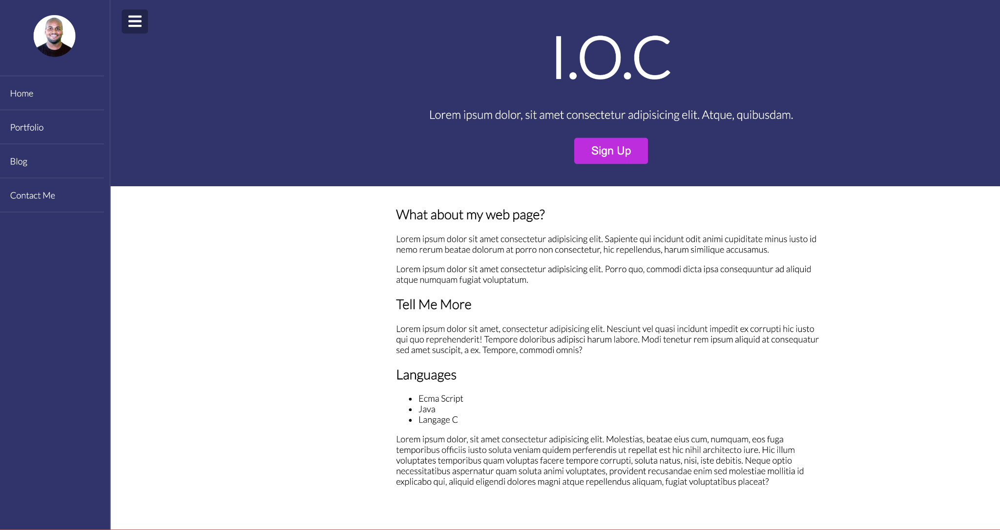 Home
Portfolio
Blog
Contact Me
I.O.C
Lorem ipsum dolor, sit amet consectetur adipisicing elit. Atque, quibusdam.
Sign Up
What about my web page?
Lorem ipsum dolor sit amet consectetur adipisicing elit. Sapiente qui incidunt odit animi cupiditate minus iusto id
nemo rerum beatae dolorum at porro non consectetur, hic repellendus, harum similique accusamus.
Lorem ipsum dolor sit amet consectetur adipisicing elit. Porro quo, commodi dicta ipsa consequuntur ad aliquid
atque numquam fugiat voluptatum.
Tell Me More
Lorem ipsum dolor sit amet, consectetur adipisicing elit. Nesciunt vel quasi incidunt impedit ex corrupti hic iusto
qui quo reprehenderit! Tempore doloribus adipisci harum labore. Modi tenetur rem ipsum aliquid at consequatur
sed amet suscipit, a ex. Tempore, commodi omnis?
Languages
• Ecma Script
• Java
• Langage C
Lorem ipsum dolor, sit amet consectetur adipisicing elit. Molestias, beatae eius cum, numquam, eos fuga
temporibus officiis iusto soluta veniam quidem perferendis ut repellat est hic nihil architecto iure. Hic illum
voluptates temporibus quam voluptas facere tempore corrupti, soluta natus, nisi, iste debitis. Neque optio
necessitatibus aspernatur quam soluta animi voluptates, provident recusandae enim sed molestiae mollitia id
explicabo qui, aliquid eligendi dolores magni atque repellendus aliquam, fugiat voluptatibus placeat?